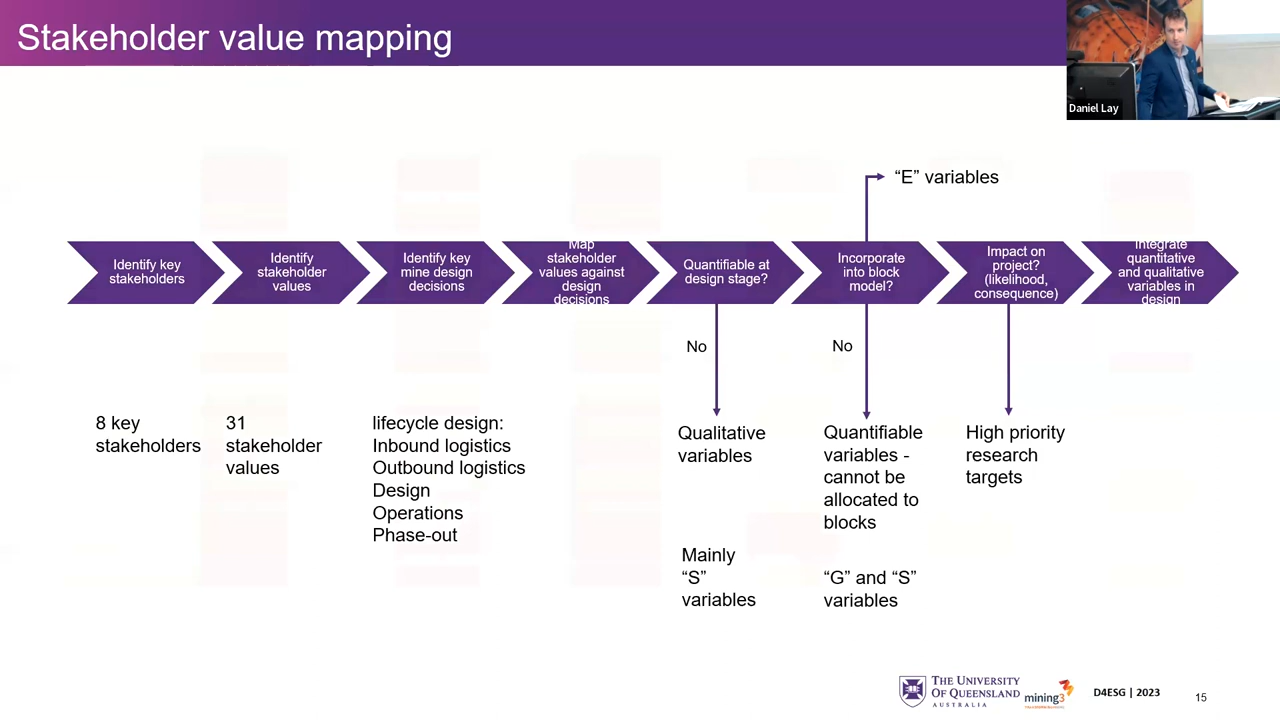 Stakeholder value mapping
Daniel Lay
“E” variables
Identify key
stakeholders
Identify
stakeholder
values
Identify key
mine design
decisions
Map
stakeholder
values against
design
decisions
Quantifiable at
design stage?
Incorporate
into block
model?
Impact on
project?
(likelihood,
consequence)
Integrate
quantitative
and qualitative
variables in
design
No
No
8 key
stakeholders
31
stakeholder
values
lifecycle design:
Inbound logistics
Outbound logistics
Design
Operations
Phase-out
Qualitative
variables
Mainly
“S”
variables
Quantifiable
variables -
cannot be
allocated to
blocks
“G” and “S”
variables
High priority
research
targets
THE UNIVERSITY
OF QUEENSLAND
AUSTRALIA
mining3
D4ESG | 2023
15